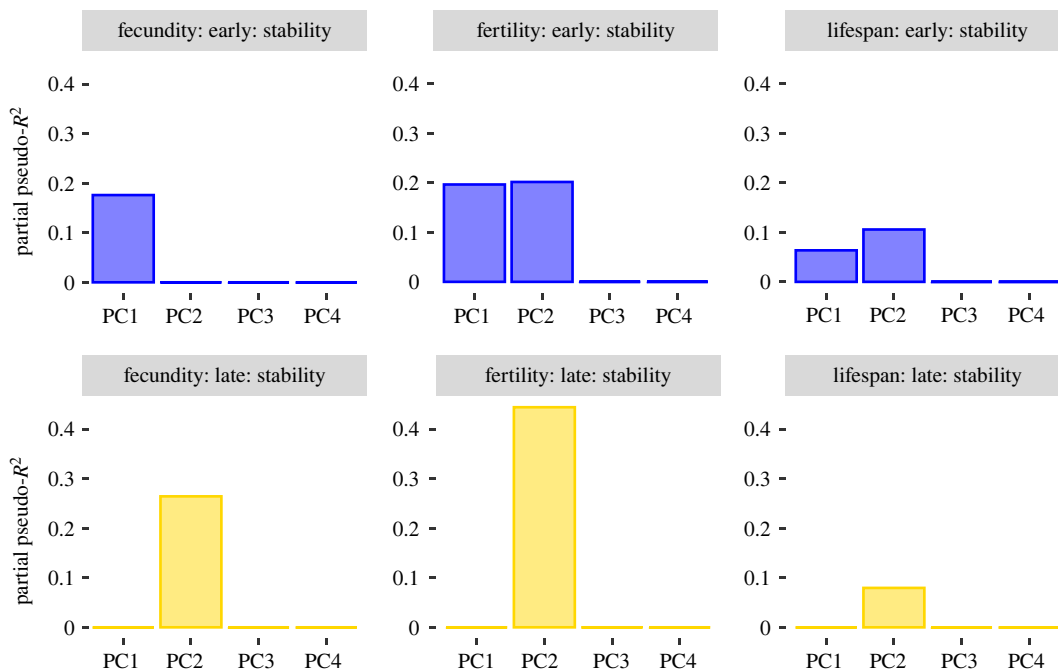 fecundity: early: stability
fertility: early: stability
lifespan: early: stability
partial pseudo-R²
0.4
0.3
0.2
0.1
0
PC1 PC2 PC3 PC4
0.4
0.3
0.2
0.1
0
PC1 PC2 PC3 PC4
0.4
0.3
0.2
0.1
0
PC1 PC2 PC3 PC4
fecundity: late: stability
fertility: late: stability
lifespan: late: stability
partial pseudo-R²
0.4
0.3
0.2
0.1
0
PC1 PC2 PC3 PC4
0.4
0.3
0.2
0.1
0
PC1 PC2 PC3 PC4
0.4
0.3
0.2
0.1
0
PC1 PC2 PC3 PC4